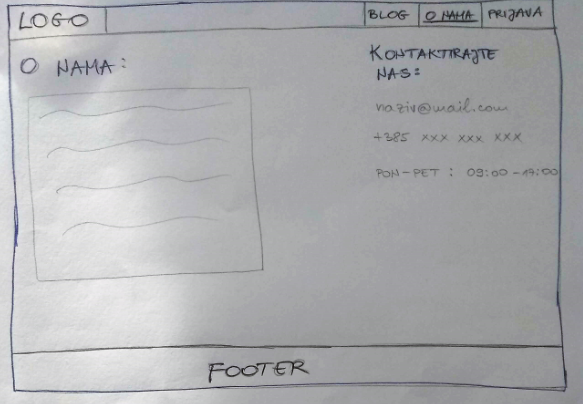 LOGO
BLOG
O NAMA
PRIJAVA
O NAMA:
KONTAKTIRAJTE
NAS:
naziv@mail.com
+385 xxx xxx xxx
PON-PET : 09:00-17:00
FOOTER